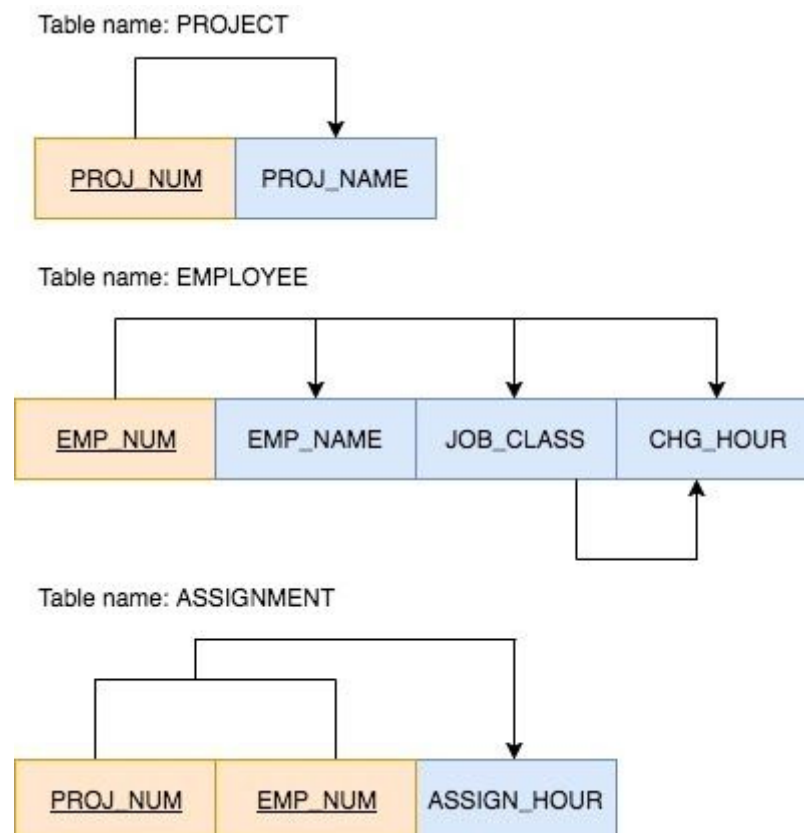 Table name: PROJECT
PROJ_NUM PROJ_NAME
Table name: EMPLOYEE
EMP_NUM EMP_NAME JOB_CLASS CHG_HOUR
Table name: ASSIGNMENT
PROJ_NUM EMP_NUM ASSIGN_HOUR